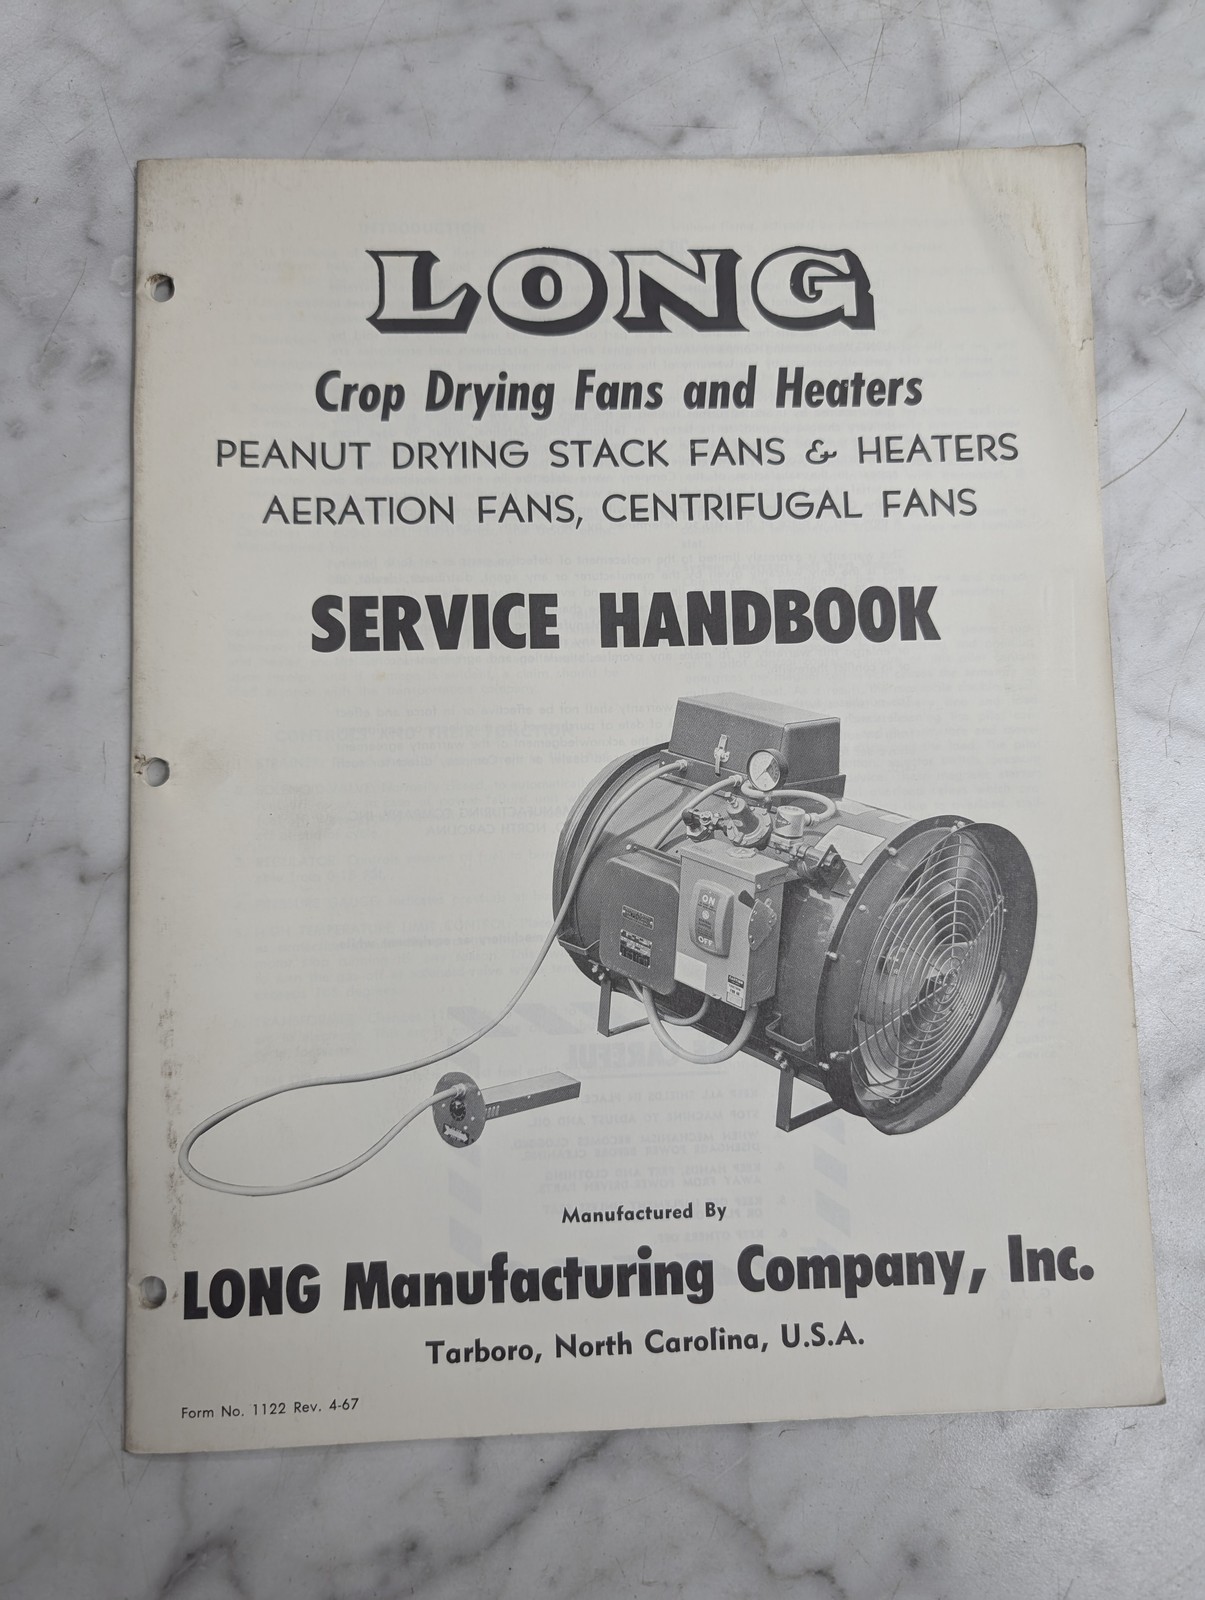 LONG
Crop Drying Fans and Heaters
PEANUT DRYING STACK FANS & HEATERS
AERATION FANS, CENTRIFUGAL FANS
SERVICE HANDBOOK
ON
OFF
Manufactured By
LONG Manufacturing Company, Inc.
Tarboro, North Carolina, U.S.A.
Form No. 1122 Rev. 4-67